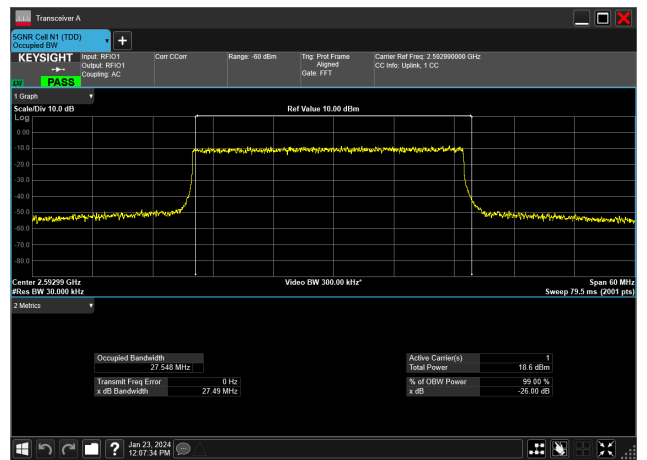 Transceiver A
5GNR Cell N1 (TDD)
Occupied BW
KEYSIGHT
PASS
Input: RFIO1
Output: RFIO1
Coupling: AC
Corr CCorr
Range: -60 dBm
Trig: Prot Frame
Aligned
Gate: FFT
Carrier Ref Freq: 2.592990000 GHz
CC Info: Uplink, 1 CC
1 Graph
Scale/Div 10.0 dB
Ref Value 10.00 dBm
Log
0.00
-10.0
-20.0
-30.0
-40.0
-50.0
-60.0
-70.0
-80.0
Center 2.59299 GHz
Video BW 300.00 kHz*
Span 60 MHz
#Res BW 30.000 kHz
Sweep 79.5 ms (2001 pts)
2 Metrics
Occupied Bandwidth
27.548 MHz
Active Carrier(s) 1
Total Power 18.6 dBm
Transmit Freq Error 0 Hz
x dB Bandwidth 27.49 MHz
% of OBW Power 99.00 %
x dB -26.00 dB
Jan 23, 2024
12:07:34 PM